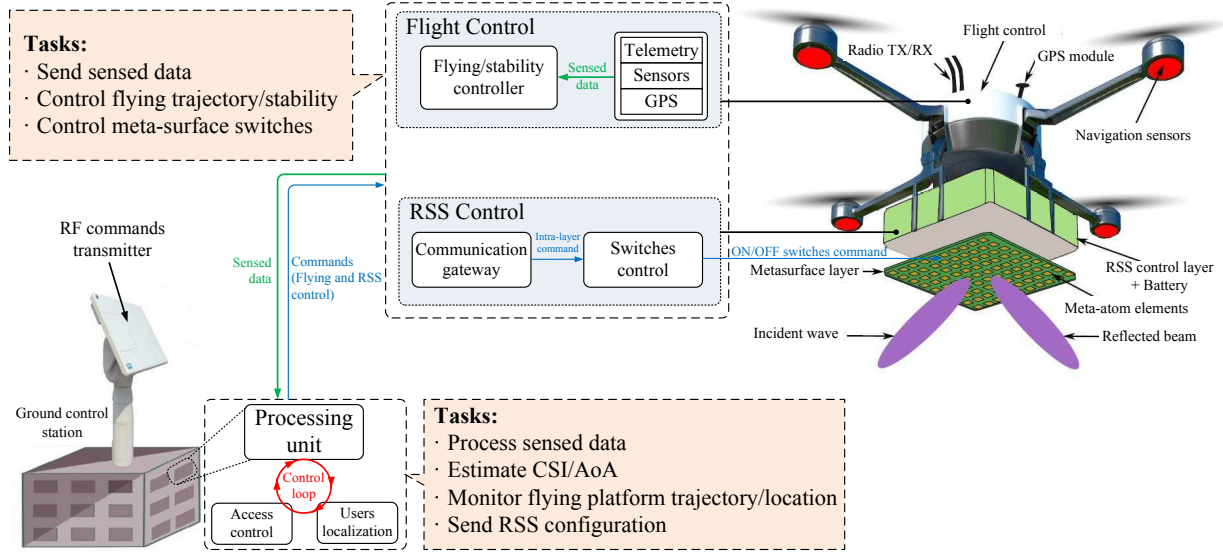 Tasks:
· Send sensed data
· Control flying trajectory/stability
· Control meta-surface switches
Flight Control
Flying/stability
controller
Sensed
data
Telemetry
Sensors
GPS
Radio TX/RX
Flight control
GPS module
Navigation sensors
RSS Control
Communication
gateway
Intra-layer
command
Switches
control
ON/OFF switches command
Metasurface layer
RSS control layer
+ Battery
Meta-atom elements
Incident wave
Reflected beam
RF commands
transmitter
Sensed
data
Commands
(Flying and RSS
control)
Ground control
station
Processing
unit
Control
loop
Access
control
Users
localization
Tasks:
· Process sensed data
· Estimate CSI/AoA
· Monitor flying platform trajectory/location
· Send RSS configuration